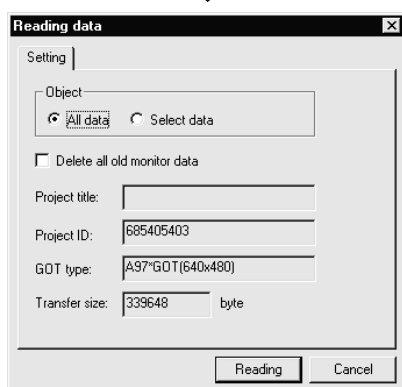 Reading data
Setting
Object
All data Select data
Delete all old monitor data
Project title:
Project ID: 685405403
GOT type: A97*GOT(640x480)
Transfer size: 339648 byte
Reading Cancel